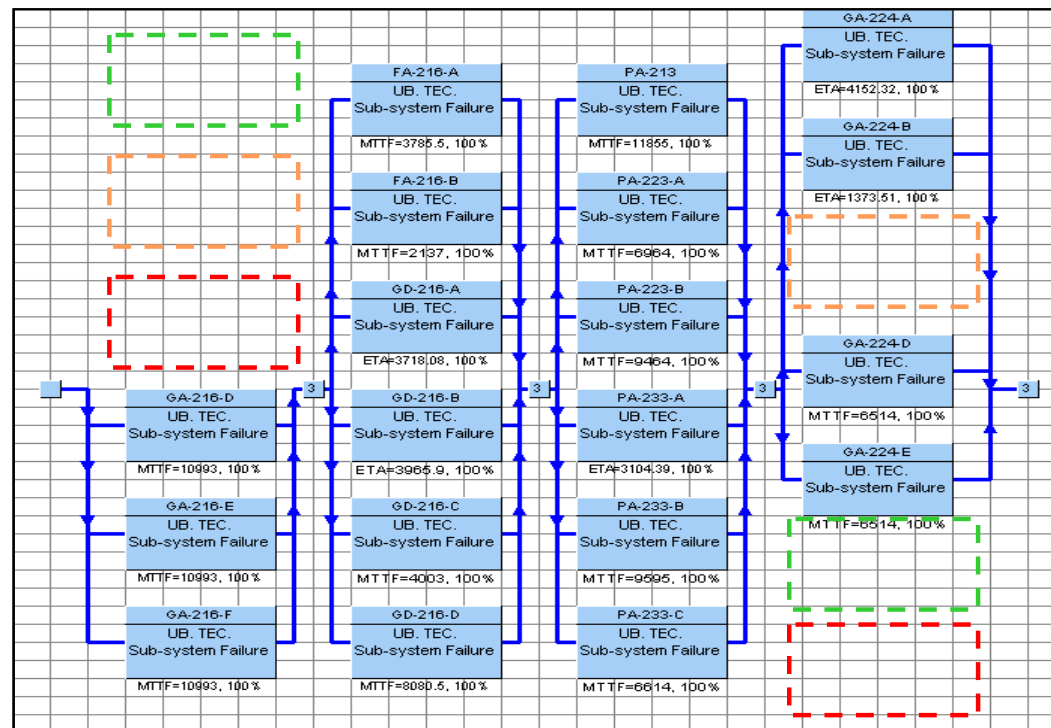 GA-216-D
UB. TEC.
Sub-system Failure
MTTF=10993, 100%
GA-216-E
UB. TEC.
Sub-system Failure
MTTF=10993, 100%
GA-216-F
UB. TEC.
Sub-system Failure
MTTF=10993, 100%
3
FA-216-A
UB. TEC.
Sub-system Failure
MTTF=3785.5, 100%
FA-216-B
UB. TEC.
Sub-system Failure
MTTF=2137, 100%
GD-216-A
UB. TEC.
Sub-system Failure
ETA=3718.08, 100%
GD-216-B
UB. TEC.
Sub-system Failure
ETA=3965.9, 100%
GD-216-C
UB. TEC.
Sub-system Failure
MTTF=4003, 100%
GD-216-D
UB. TEC.
Sub-system Failure
MTTF=8080.5, 100%
3
PA-213
UB. TEC.
Sub-system Failure
MTTF=11855, 100%
PA-223-A
UB. TEC.
Sub-system Failure
MTTF=6964, 100%
PA-223-B
UB. TEC.
Sub-system Failure
MTTF=9464, 100%
PA-233-A
UB. TEC.
Sub-system Failure
ETA=3104.39, 100%
PA-233-B
UB. TEC.
Sub-system Failure
MTTF=9595, 100%
PA-233-C
UB. TEC.
Sub-system Failure
MTTF=6614, 100%
3
GA-224-A
UB. TEC.
Sub-system Failure
ETA=4152.32, 100%
GA-224-B
UB. TEC.
Sub-system Failure
ETA=1373.51, 100%
GA-224-D
UB. TEC.
Sub-system Failure
MTTF=6514, 100%
GA-224-E
UB. TEC.
Sub-system Failure
MTTF=6514, 100%
3